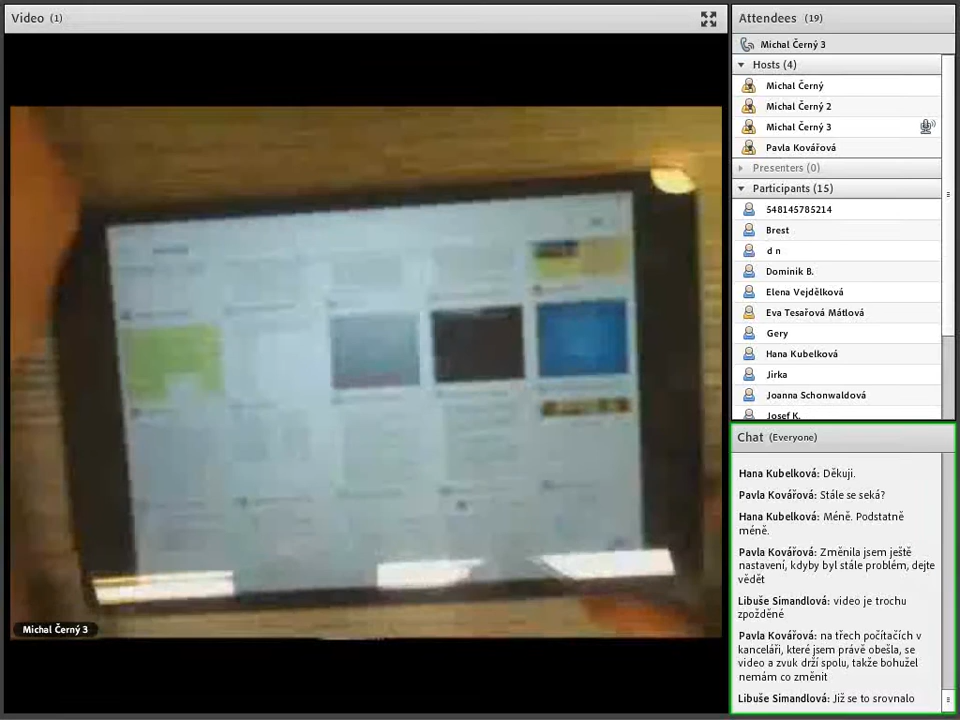 Video (1)
Michal Černý 3
Attendees (19)
Michal Černý 3
Hosts (4)
Michal Černý
Michal Černý 2
Michal Černý 3
Pavla Kovářová
Presenters (0)
Participants (15)
548145785214
Brest
d n
Dominik B.
Elena Vejdělková
Eva Tesařová Mátlová
Gery
Hana Kubelková
Jirka
Joanna Schonwaldová
Josef K.
Chat (Everyone)
Hana Kubelková: Děkuji.
Pavla Kovářová: Stále se seká?
Hana Kubelková: Méně. Podstatně
méně.
Pavla Kovářová: Změnila jsem ještě
nastavení, kdyby byl stále problém, dejte
vědět
Libuše Simandlová: video je trochu
zpožděné
Pavla Kovářová: na třech počítačích v
kanceláři, které jsem právě obešla, se
video a zvuk drží spolu, takže bohužel
nemám co změnit
Libuše Simandlová: Již se to srovnalo